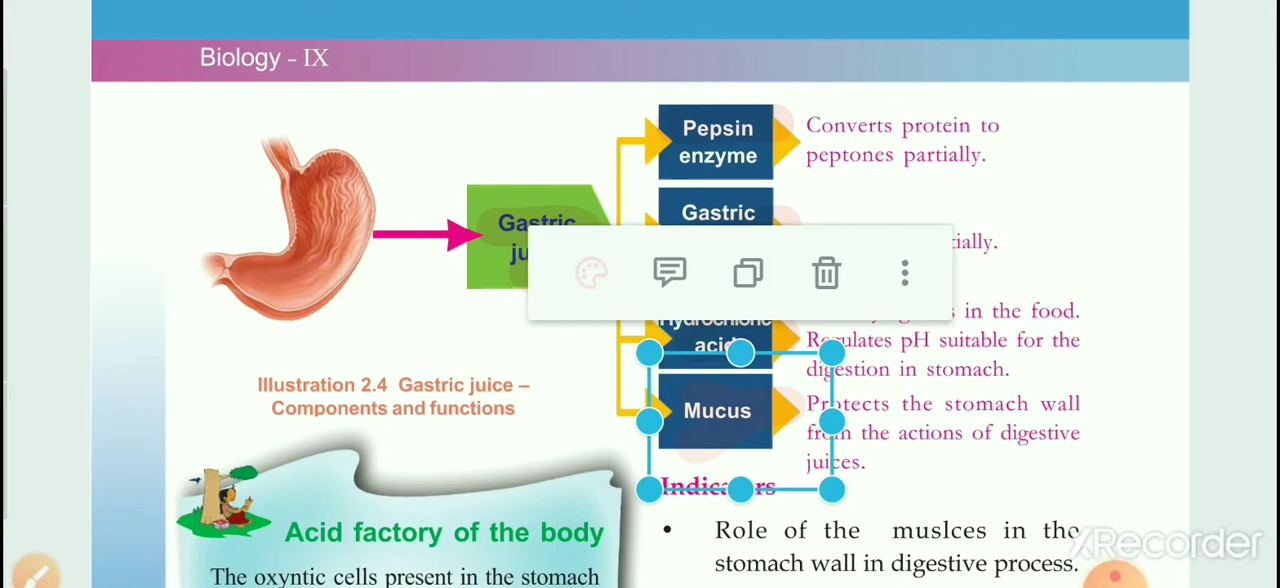 Biology - IX
Pepsin
enzyme
Converts protein to
peptones partially.
Gastric
Gastric
ially.
acid
in the food.
Regulates pH suitable for the
digestion in stomach.
Illustration 2.4 Gastric juice –
Components and functions
Mucus
Protects the stomach wall
from the actions of digestive
juices.
Indicators
Acid factory of the body
The oxyntic cells present in the stomach
• Role of the muslces in the
stomach wall in digestive process.
XRecorder